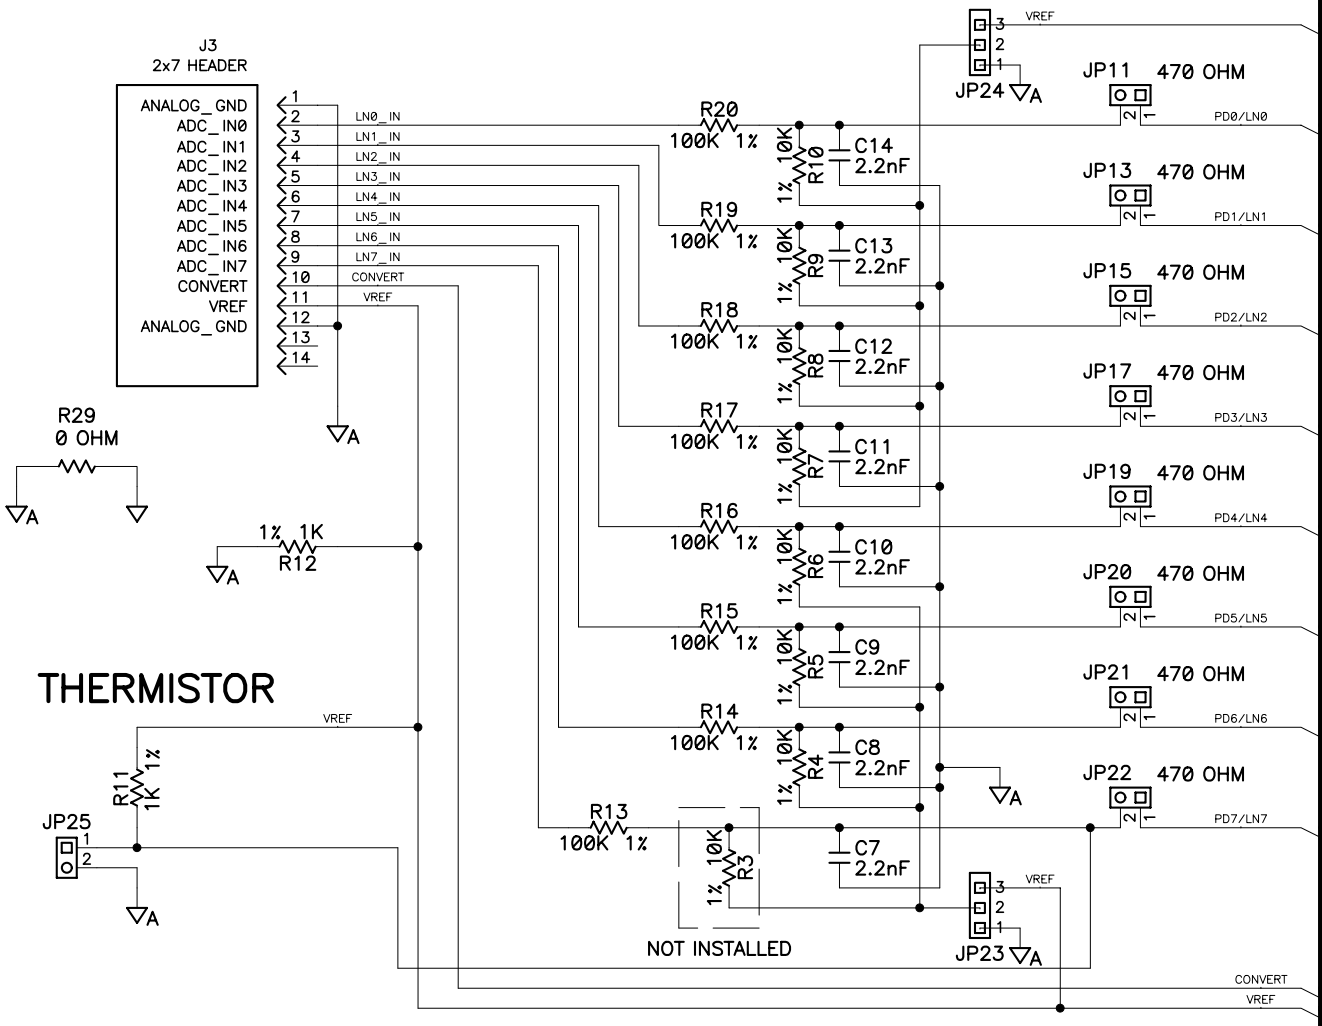 J3
2x7 HEADER
ANALOG_GND 1
ADC_IN0 2 LN0_IN
ADC_IN1 3 LN1_IN
ADC_IN2 4 LN2_IN
ADC_IN3 5 LN3_IN
ADC_IN4 6 LN4_IN
ADC_IN5 7 LN5_IN
ADC_IN6 8 LN6_IN
ADC_IN7 9 LN7_IN
CONVERT 10 CONVERT
VREF 11 VREF
ANALOG_GND 12
13
14
A
R29
0 OHM
A
1% 1K
R12
A
THERMISTOR
VREF
R11
1K 1%
JP25
1
2
A
3 VREF
2
1
JP24 A
R20
100K 1%
1% 10K
R10
C14
2.2nF
JP11 470 OHM
2 1
PD0/LN0
R19
100K 1%
1% 10K
R9
C13
2.2nF
JP13 470 OHM
2 1
PD1/LN1
R18
100K 1%
1% 10K
R8
C12
2.2nF
JP15 470 OHM
2 1
PD2/LN2
R17
100K 1%
1% 10K
R7
C11
2.2nF
JP17 470 OHM
2 1
PD3/LN3
R16
100K 1%
1% 10K
R6
C10
2.2nF
JP19 470 OHM
2 1
PD4/LN4
R15
100K 1%
1% 10K
R5
C9
2.2nF
JP20 470 OHM
2 1
PD5/LN5
R14
100K 1%
1% 10K
R4
C8
2.2nF
A
JP21 470 OHM
2 1
PD6/LN6
R13
100K 1%
1% 10K
R3
NOT INSTALLED
C7
2.2nF
JP22 470 OHM
2 1
PD7/LN7
3 VREF
2
1
JP23 A
CONVERT
VREF